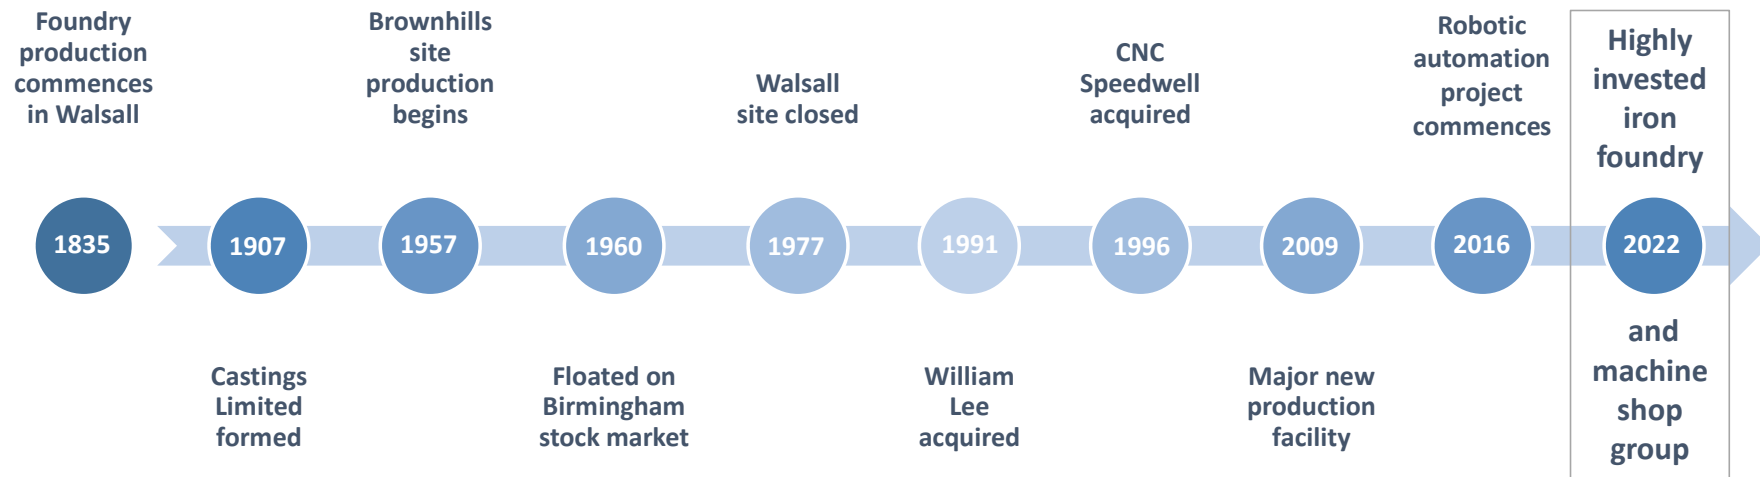 Foundry
production
commences
in Walsall
1835
1907
Castings
Limited
formed
Brownhills
site
production
begins
1957
1960
Floated on
Birmingham
stock market
Walsall
site closed
1977
1991
William
Lee
acquired
CNC
Speedwell
acquired
1996
2009
Major new
production
facility
Robotic
automation
project
commences
2016
Highly
invested
iron
foundry
2022
and
machine
shop
group